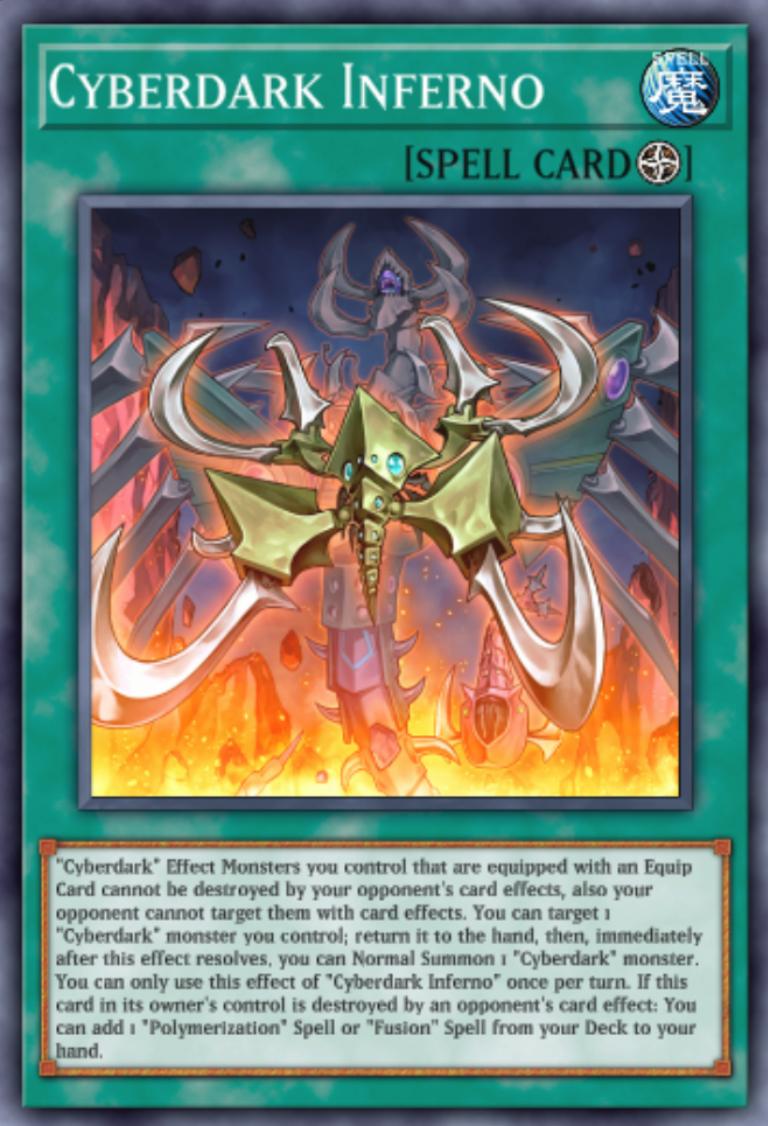 CYBERDARK INFERNO
SPELL
魔
[SPELL CARD]
"Cyberdark" Effect Monsters you control that are equipped with an Equip
Card cannot be destroyed by your opponent's card effects, also your
opponent cannot target them with card effects. You can target 1
"Cyberdark" monster you control; return it to the hand, then, immediately
after this effect resolves, you can Normal Summon 1 "Cyberdark" monster.
You can only use this effect of "Cyberdark Inferno" once per turn. If this
card in its owner's control is destroyed by an opponent's card effect: You
can add 1 "Polymerization" Spell or "Fusion" Spell from your Deck to your
hand.